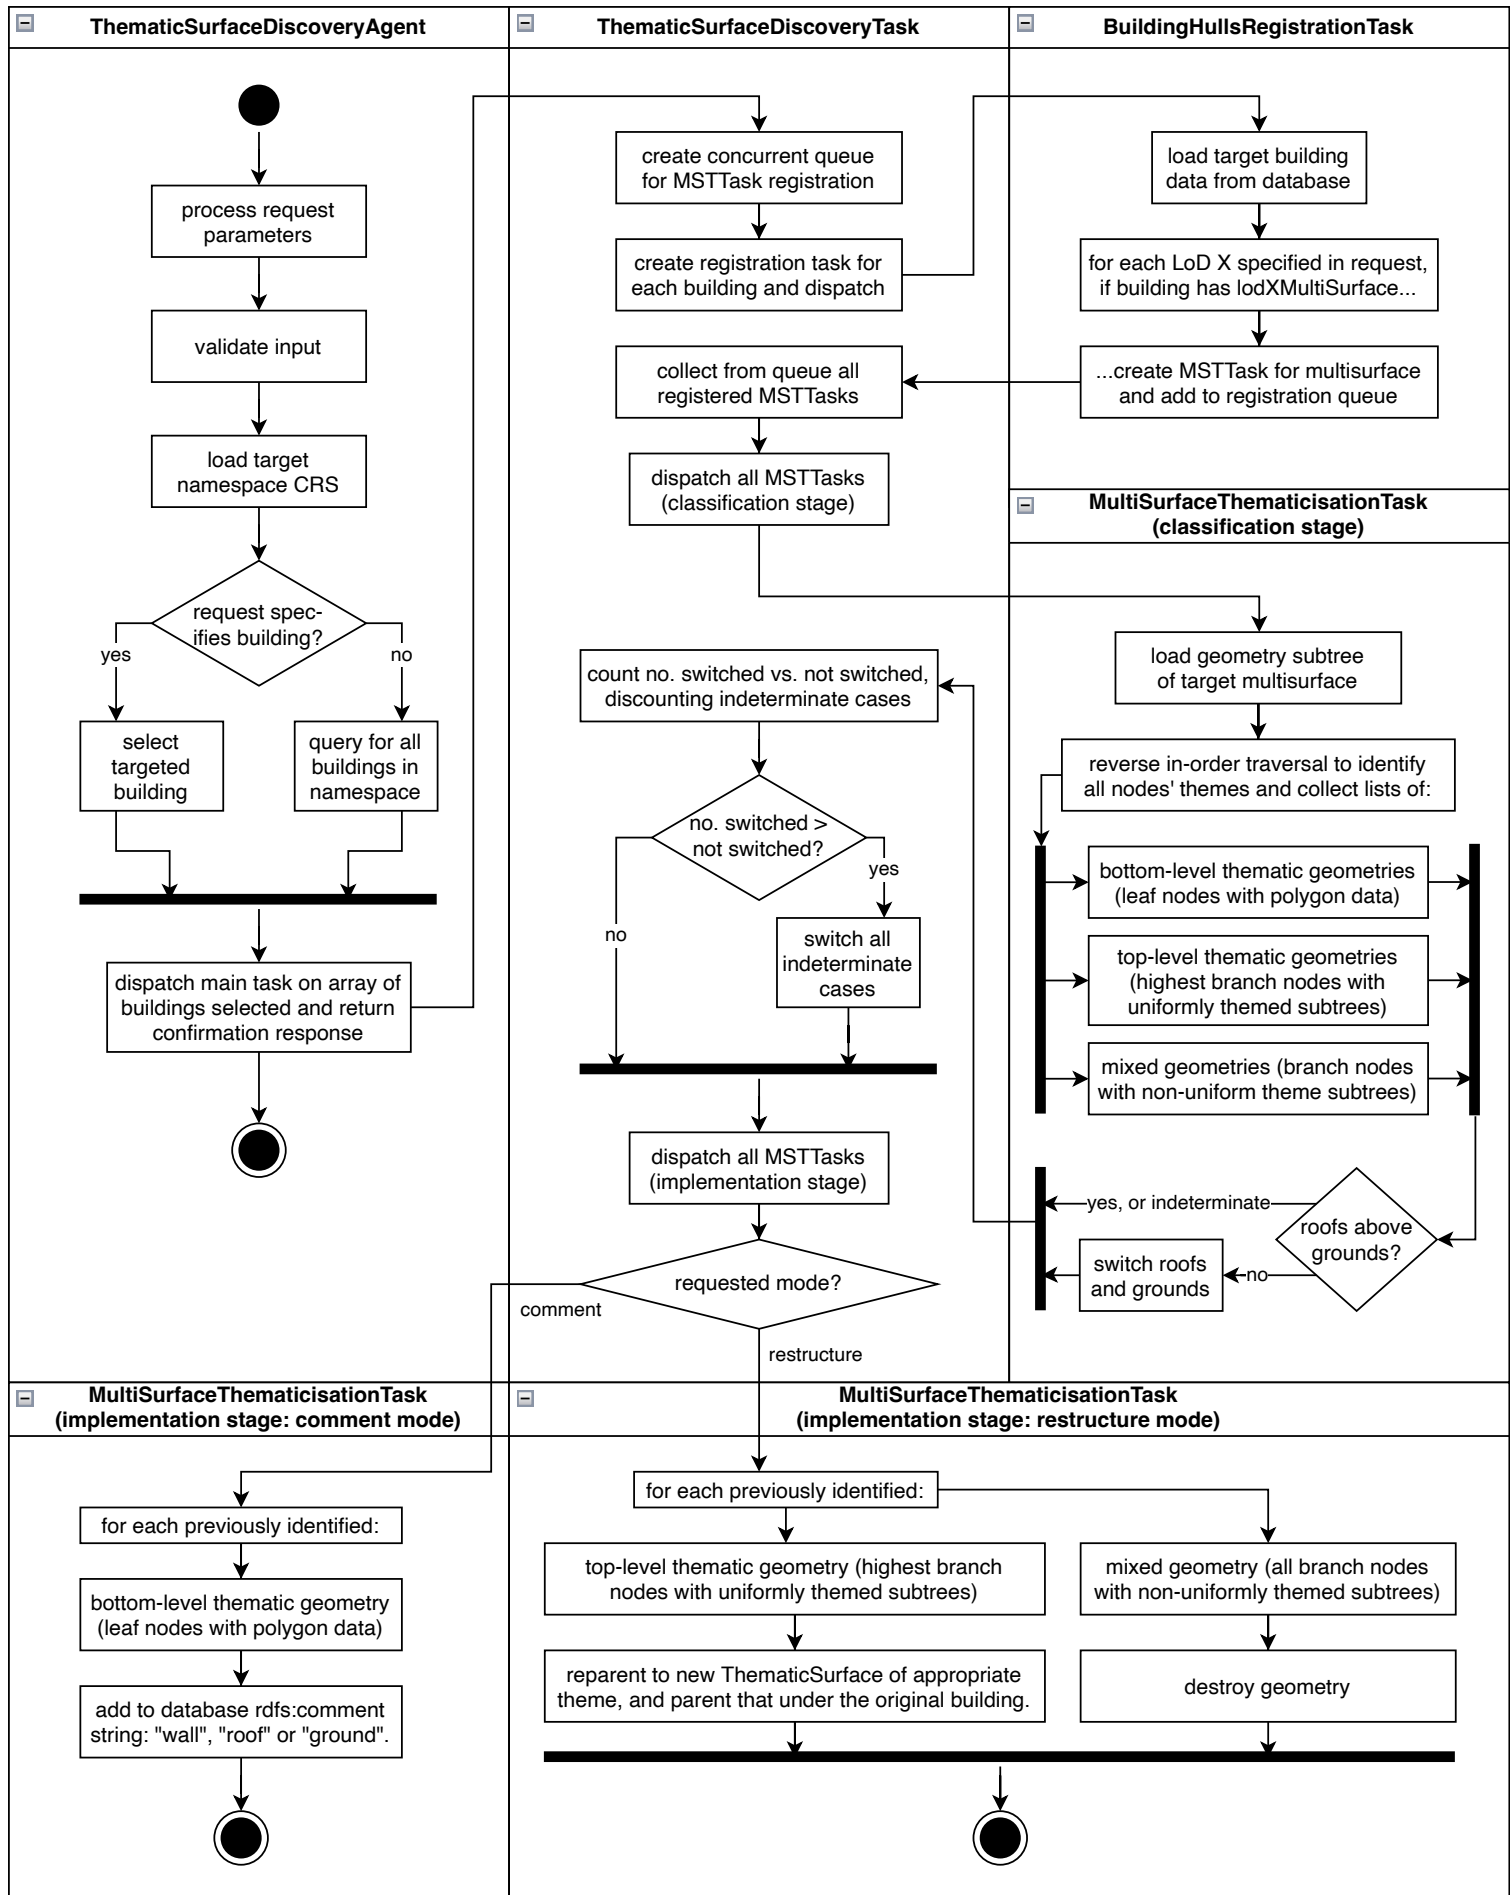 ThematicSurfaceDiscoveryAgent
process request
parameters
validate input
load target
namespace CRS
request spec-
ifies building?
yes
no
select
targeted
building
query for all
buildings in
namespace
dispatch main task on array of
buildings selected and return
confirmation response
ThematicSurfaceDiscoveryTask
create concurrent queue
for MSTTask registration
create registration task for
each building and dispatch
collect from queue all
registered MSTTasks
dispatch all MSTTasks
(classification stage)
count no. switched vs. not switched,
discounting indeterminate cases
no. switched >
not switched?
yes
no
switch all
indeterminate
cases
dispatch all MSTTasks
(implementation stage)
requested mode?
comment
restructure
BuildingHullsRegistrationTask
load target building
data from database
for each LoD X specified in request,
if building has lodXMultiSurface...
...create MSTTask for multisurface
and add to registration queue
MultiSurfaceThematicisationTask
(classification stage)
load geometry subtree
of target multisurface
reverse in-order traversal to identify
all nodes' themes and collect lists of:
bottom-level thematic geometries
(leaf nodes with polygon data)
top-level thematic geometries
(highest branch nodes with
uniformly themed subtrees)
mixed geometries (branch nodes
with non-uniform theme subtrees)
roofs above
grounds?
yes, or indeterminate
no
switch roofs
and grounds
MultiSurfaceThematicisationTask
(implementation stage: comment mode)
for each previously identified:
bottom-level thematic geometry
(leaf nodes with polygon data)
add to database rdfs:comment
string: "wall", "roof" or "ground".
MultiSurfaceThematicisationTask
(implementation stage: restructure mode)
for each previously identified:
top-level thematic geometry (highest branch
nodes with uniformly themed subtrees)
reparent to new ThematicSurface of appropriate
theme, and parent that under the original building.
mixed geometry (all branch nodes
with non-uniformly themed subtrees)
destroy geometry